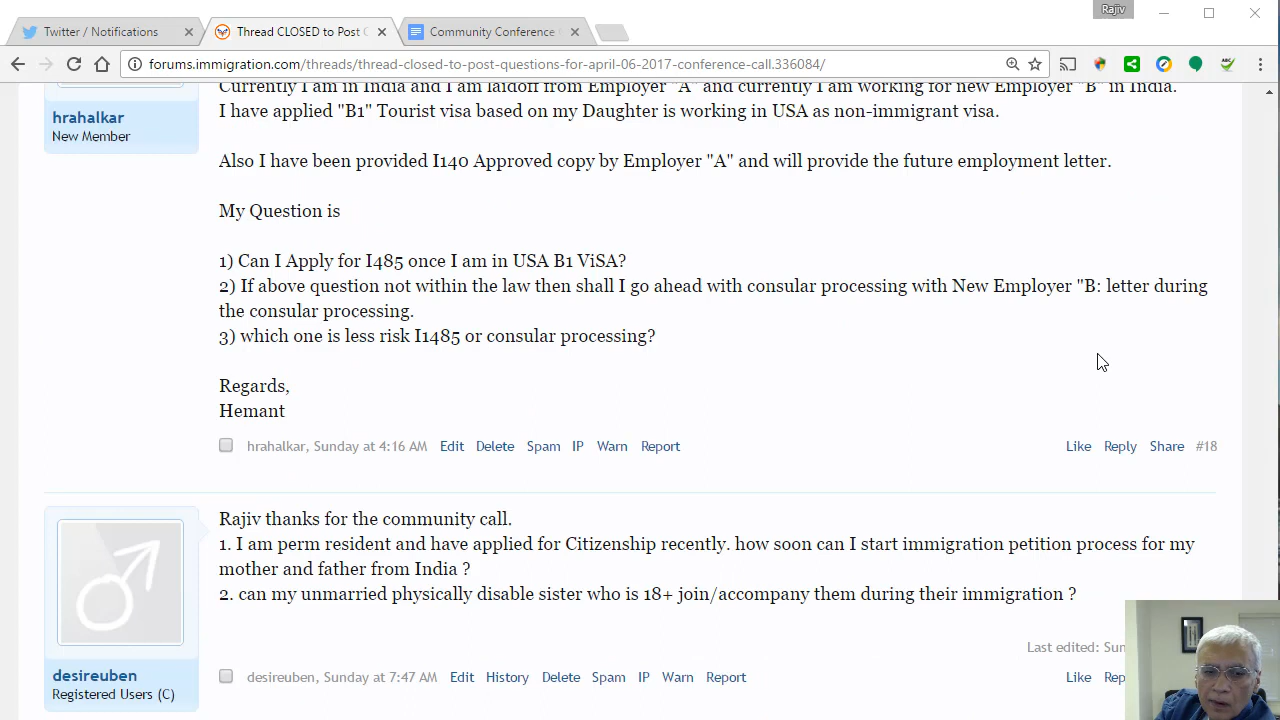 Rajiv
Twitter / Notifications
Thread CLOSED to Post C
Community Conference
forums.immigration.com/threads/thread-closed-to-post-questions-for-april-06-2017-conference-call.336084/
ABC
Currently I am in India and I am laidoff from Employer "A" and currently I am working for new Employer "B" in India.
I have applied "B1" Tourist visa based on my Daughter is working in USA as non-immigrant visa.
hrahalkar
New Member
Also I have been provided I140 Approved copy by Employer "A" and will provide the future employment letter.
My Question is
1) Can I Apply for I485 once I am in USA B1 ViSA?
2) If above question not within the law then shall I go ahead with consular processing with New Employer "B: letter during
the consular processing.
3) which one is less risk I1485 or consular processing?
Regards,
Hemant
hrahalkar, Sunday at 4:16 AM Edit Delete Spam IP Warn Report Like Reply Share #18
Rajiv thanks for the community call.
1. I am perm resident and have applied for Citizenship recently. how soon can I start immigration petition process for my
mother and father from India ?
2. can my unmarried physically disable sister who is 18+ join/accompany them during their immigration ?
Last edited: Sun
desireuben
Registered Users (C)
desireuben, Sunday at 7:47 AM Edit History Delete Spam IP Warn Report Like Rep